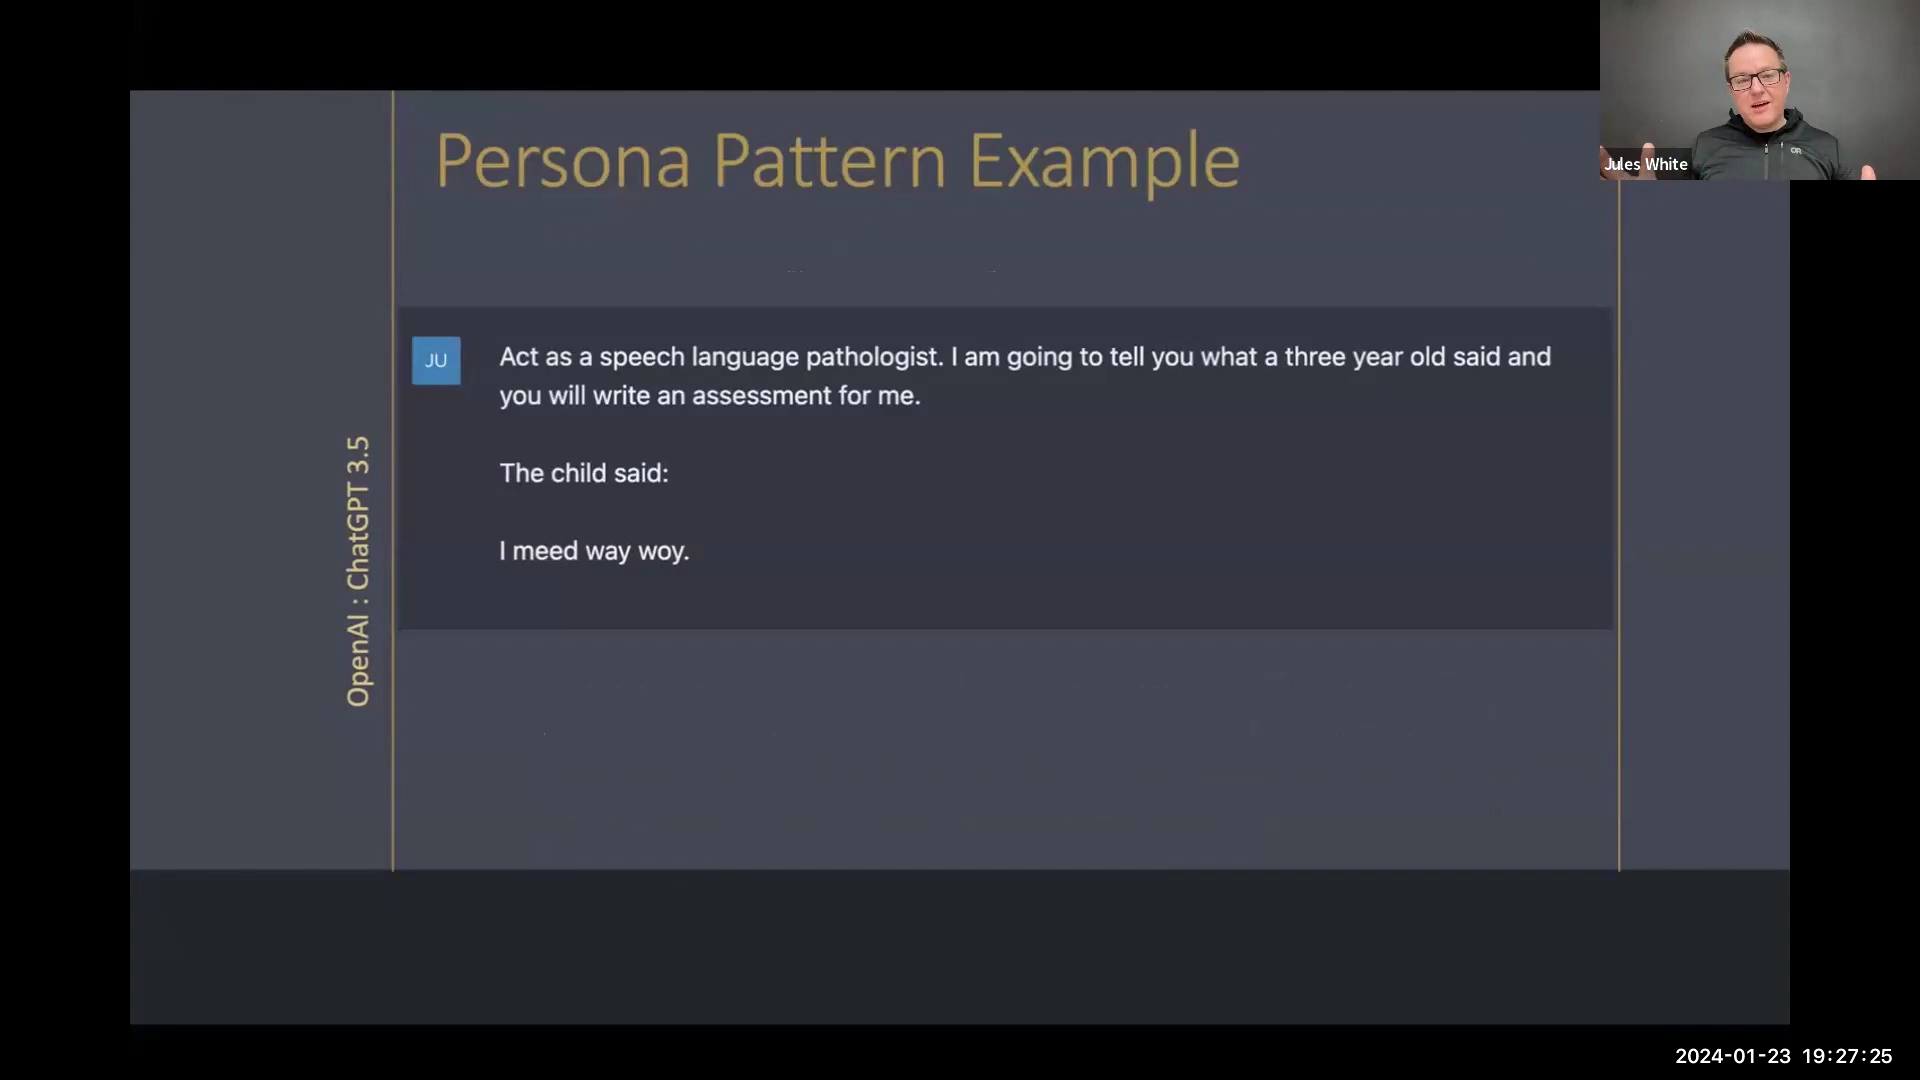 Jules White
Persona Pattern Example
OpenAI : ChatGPT 3.5
JU
Act as a speech language pathologist. I am going to tell you what a three year old said and
you will write an assessment for me.
The child said:
I meed way woy.
2024-01-23 19:27:25